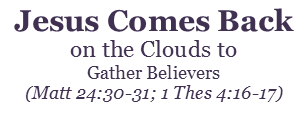 Jesus Comes Back
on the Clouds to
Gather Believers
(Matt 24:30-31; 1 Thes 4:16-17)